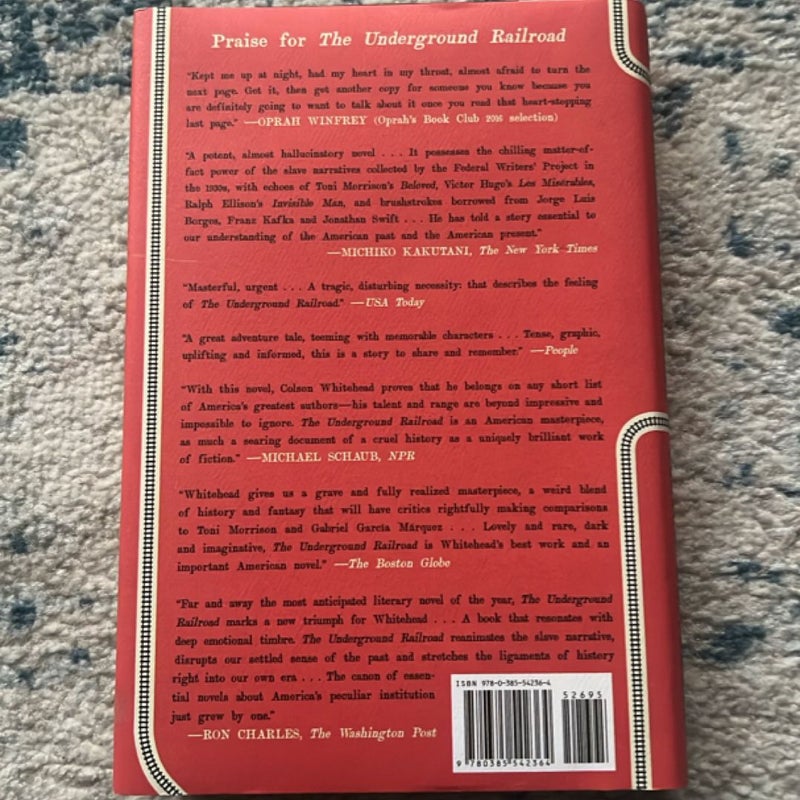 Praise for The Underground Railroad
"Kept me up at night, had my heart in my throat, almost afraid to turn the
next page. Get it, then get another copy for someone you know because you
are definitely going to want to talk about it once you read that heart-stopping
last page." —OPRAH WINFREY (Oprah's Book Club 2016 selection)
"A potent, almost hallucinatory novel . . . It possesses the chilling matter-of-
fact power of the slave narratives collected by the Federal Writers' Project in
the 1930s, with echoes of Toni Morrison's Beloved, Victor Hugo's Les Misérables,
Ralph Ellison's Invisible Man, and brushstrokes borrowed from Jorge Luis
Borges, Franz Kafka and Jonathan Swift . . . He has told a story essential to
our understanding of the American past and the American present."
—MICHIKO KAKUTANI, The New York Times
"Masterful, urgent . . . A tragic, disturbing necessity: that describes the feeling
of The Underground Railroad." —USA Today
"A great adventure tale, teeming with memorable characters . . . Tense, graphic,
uplifting and informed, this is a story to share and remember." —People
"With this novel, Colson Whitehead proves that he belongs on any short list
of America's greatest authors—his talent and range are beyond impressive and
impossible to ignore. The Underground Railroad is an American masterpiece,
as much a searing document of a cruel history as a uniquely brilliant work
of fiction." —MICHAEL SCHAUB, NPR
"Whitehead gives us a grave and fully realized masterpiece, a weird blend
of history and fantasy that will have critics rightfully making comparisons
to Toni Morrison and Gabriel García Márquez . . . Lovely and rare, dark
and imaginative, The Underground Railroad is Whitehead's best work and an
important American novel." —The Boston Globe
"Far and away the most anticipated literary novel of the year, The Underground
Railroad marks a new triumph for Whitehead . . . A book that resonates with
deep emotional timbre. The Underground Railroad reanimates the slave narrative,
disrupts our settled sense of the past and stretches the ligaments of history
right into our own era . . . The canon of essen-
tial novels about America's peculiar institution
just grew by one."
—RON CHARLES, The Washington Post
ISBN 978-0-385-54236-4
52695
9 780385 542364